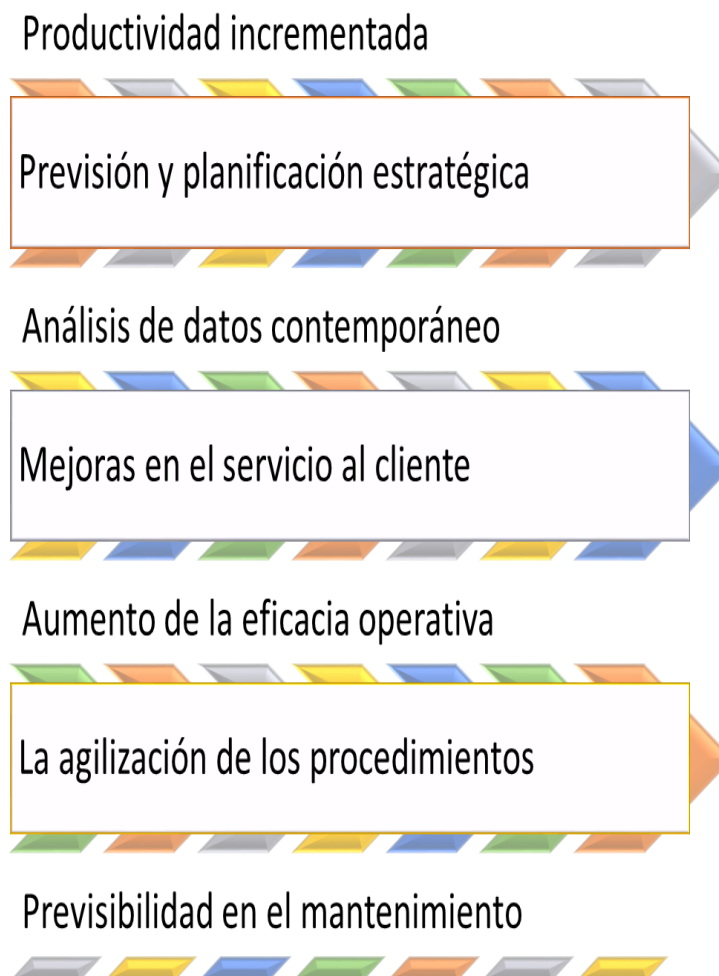 Productividad incrementada
Previsión y planificación estratégica
Análisis de datos contemporáneo
Mejoras en el servicio al cliente
Aumento de la eficacia operativa
La agilización de los procedimientos
Previsibilidad en el mantenimiento